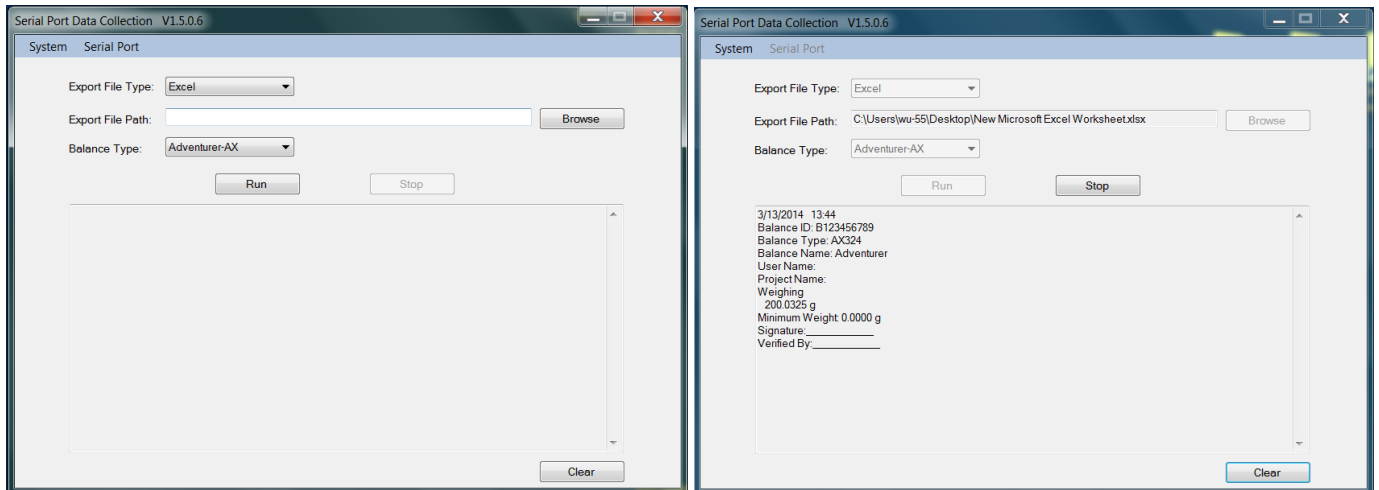 Serial Port Data Collection V1.5.0.6
System Serial Port
Export File Type: Excel
Export File Path: Browse
Balance Type: Adventurer-AX
Run Stop
Clear
Serial Port Data Collection V1.5.0.6
System Serial Port
Export File Type: Excel
Export File Path: C:\Users\wu-55\Desktop\New Microsoft Excel Worksheet.xlsx Browse
Balance Type: Adventurer-AX
Run Stop
3/13/2014 13:44
Balance ID: B123456789
Balance Type: AX324
Balance Name: Adventurer
User Name:
Project Name:
Weighing
200.0325 g
Minimum Weight: 0.0000 g
Signature:____________
Verified By:____________
Clear